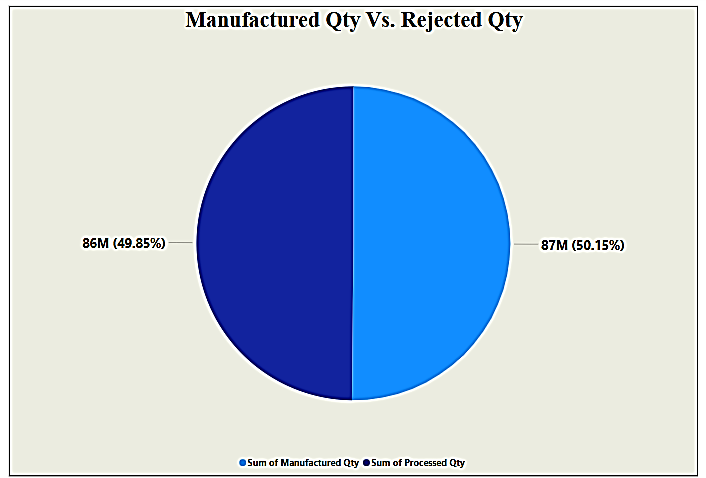 Manufactured Qty Vs. Rejected Qty
86M (49.85%)
87M (50.15%)
Sum of Manufactured Qty Sum of Processed Qty